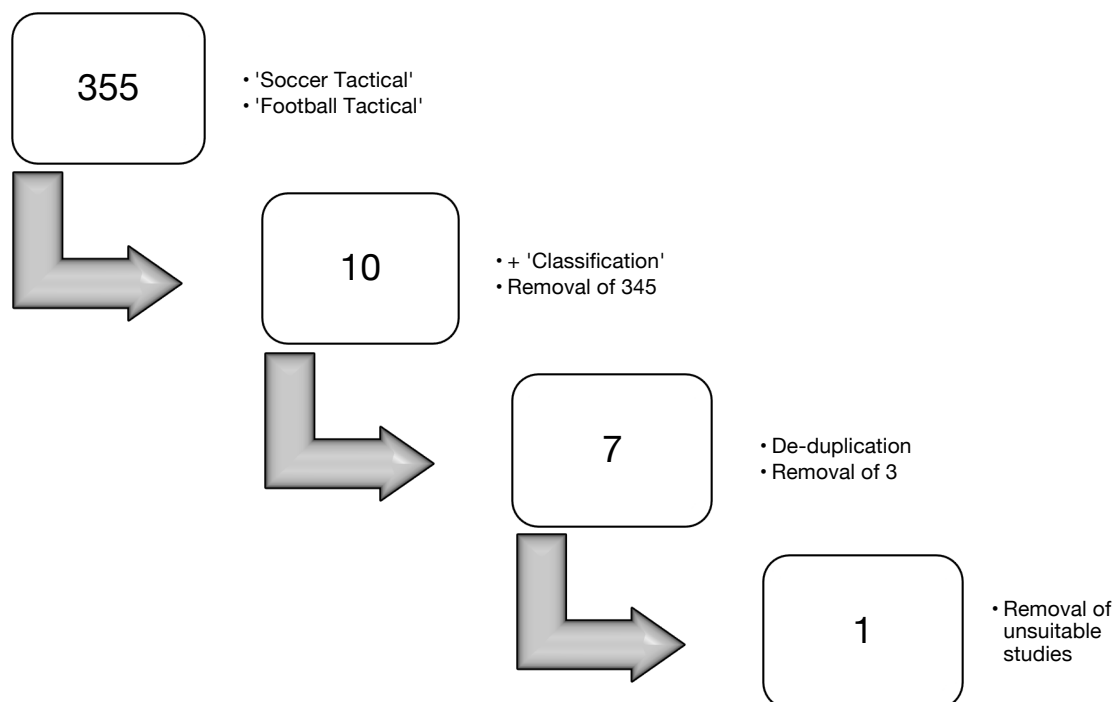 355
• 'Soccer Tactical'
• 'Football Tactical'
10
• + 'Classification'
• Removal of 345
7
• De-duplication
• Removal of 3
1
• Removal of
unsuitable
studies